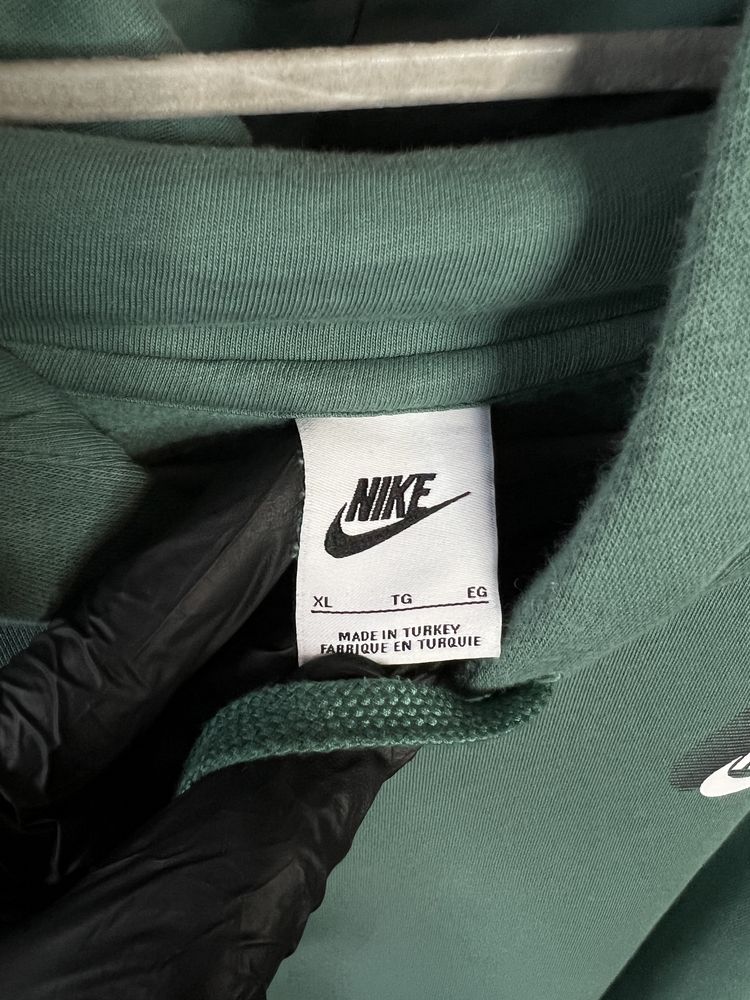 NIKE
XL TG EG
MADE IN TURKEY
FABRIQUE EN TURQUIE